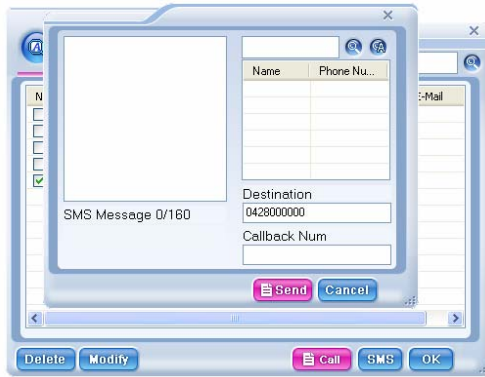 Name Phone Nu...
N E-Mail
SMS Message 0/160
Destination
0428000000
Callback Num
Send Cancel
Delete Modify Call SMS OK